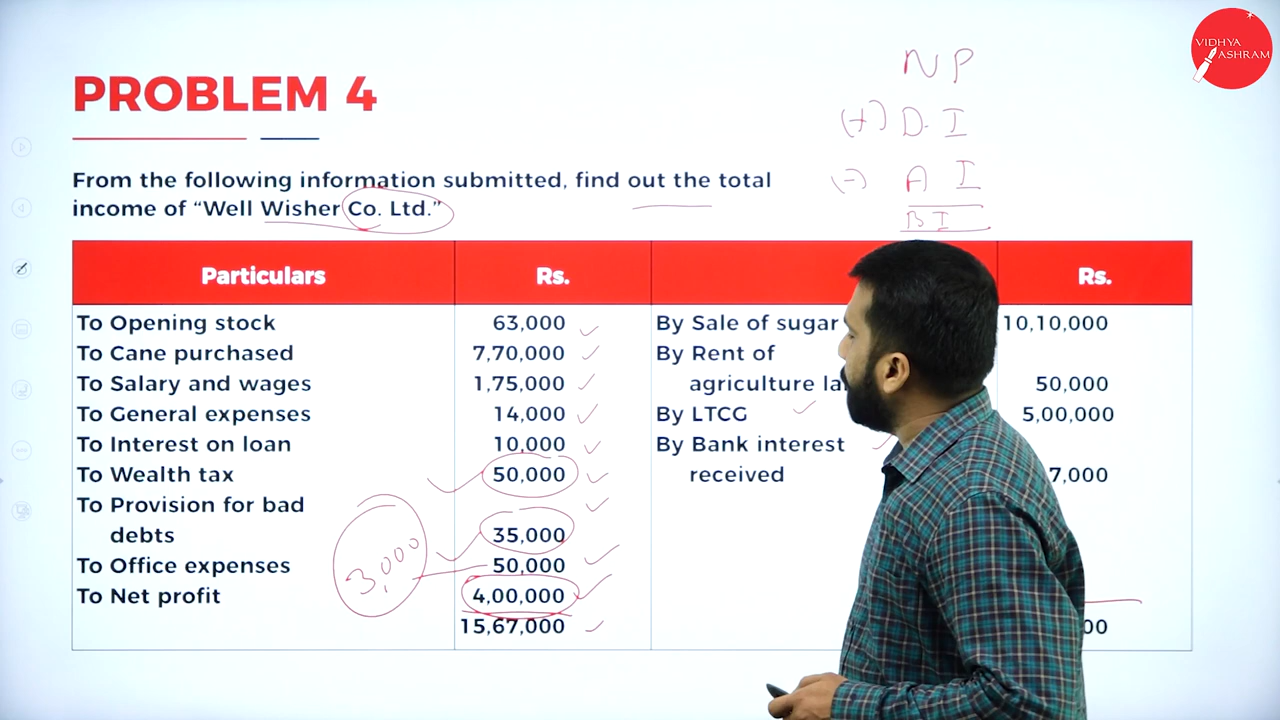 VIDHYA
ASHRAM
NP
(+) D.I
(-) A I
B I
PROBLEM 4
From the following information submitted, find out the total
income of “Well Wisher Co. Ltd.”
Particulars Rs. Rs.
To Opening stock 63,000 By Sale of sugar 10,10,000
To Cane purchased 7,70,000 By Rent of
To Salary and wages 1,75,000 agriculture 50,000
To General expenses 14,000 By LTCG 5,00,000
To Interest on loan 10,000 By Bank interest
To Wealth tax 50,000 received 7,000
To Provision for bad
debts 35,000
To Office expenses 50,000
3,000
To Net profit 4,00,000
15,67,000